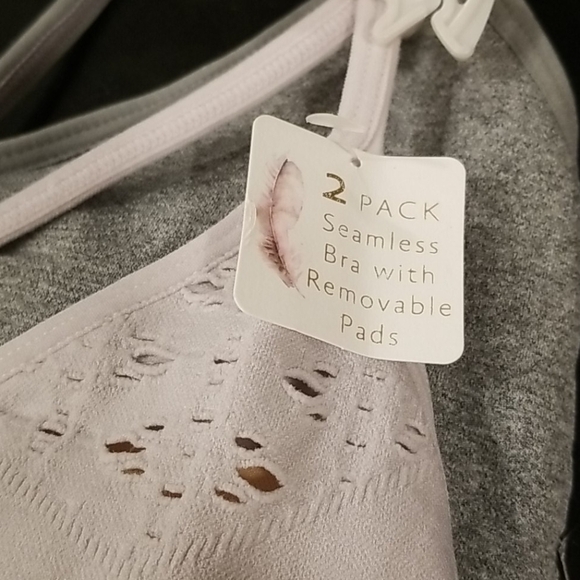 2 PACK
Seamless
Bra with
Removable
Pads